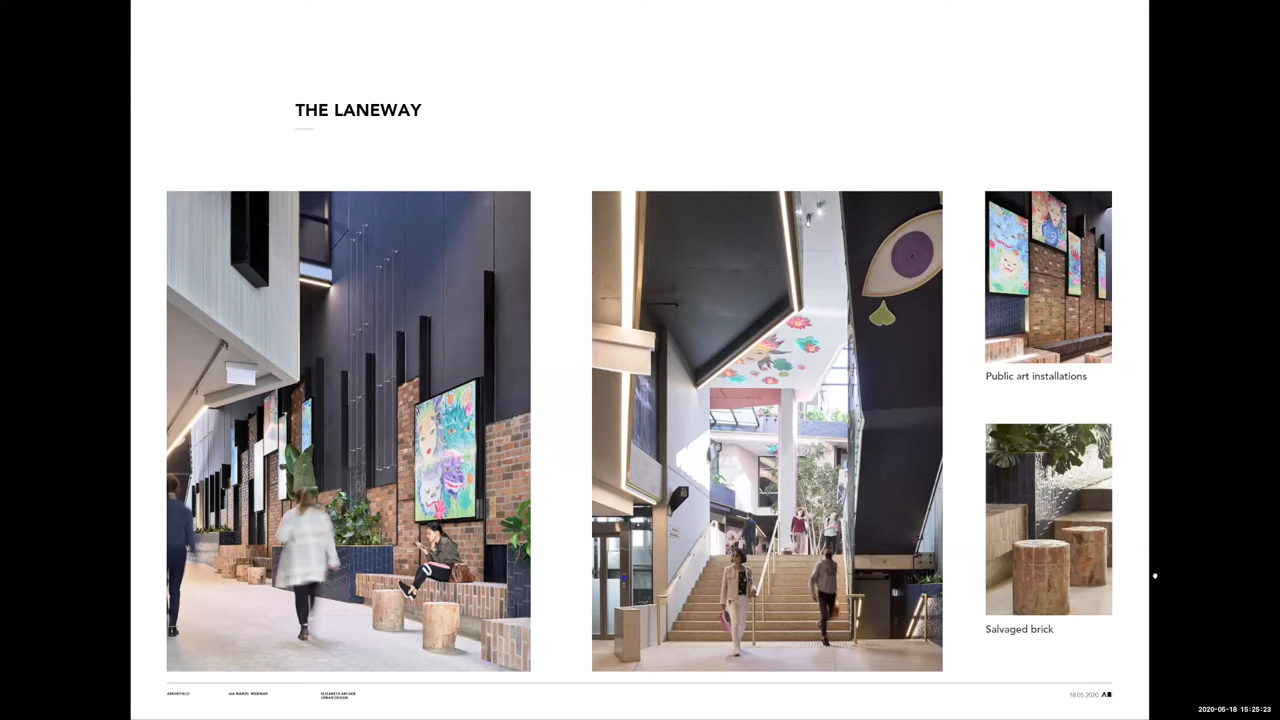 THE LANEWAY
Public art installations
Salvaged brick
ARCHIFIELD
AIA WARDS WEBINAR
ELIZABETH ARCADE
URBAN DESIGN
18.05.2020
2020-05-18 15:25:23